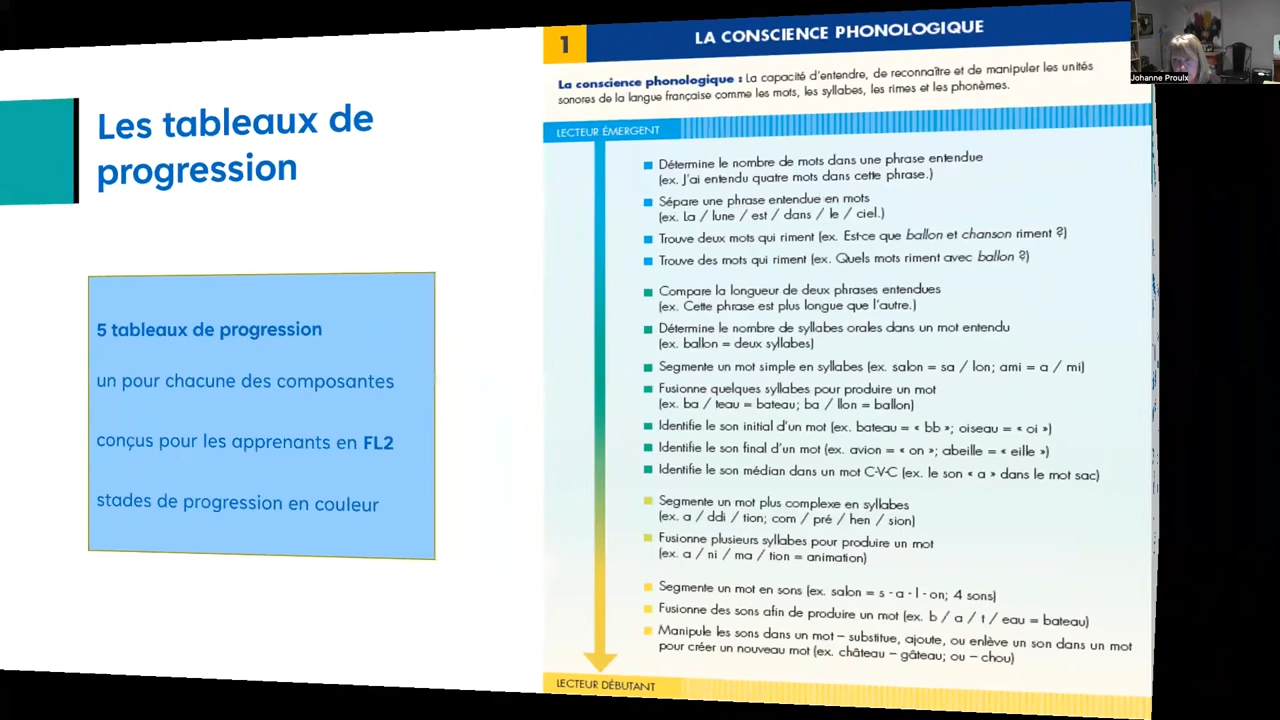 Les tableaux de
progression
5 tableaux de progression
un pour chacune des composantes
conçus pour les apprenants en FL2
stades de progression en couleur
1
LA CONSCIENCE PHONOLOGIQUE
La conscience phonologique : La capacité d'entendre, de reconnaître et de manipuler les unités
sonores de la langue française comme les mots, les syllabes, les rimes et les phonèmes.
LECTEUR ÉMERGENT
Détermine le nombre de mots dans une phrase entendue
(ex. J'ai entendu quatre mots dans cette phrase.)
Sépare une phrase entendue en mots
(ex. La / lune / est / dans / le / ciel.)
Trouve deux mots qui riment (ex. Est-ce que ballon et chanson riment ?)
Trouve des mots qui riment (ex. Quels mots riment avec ballon ?)
Compare la longueur de deux phrases entendues
(ex. Cette phrase est plus longue que l'autre.)
Détermine le nombre de syllabes orales dans un mot entendu
(ex. ballon = deux syllabes)
Segmente un mot simple en syllabes (ex. salon = sa / lon; ami = a / mi)
Fusionne quelques syllabes pour produire un mot
(ex. ba / teau = bateau; ba / llon = ballon)
Identifie le son initial d'un mot (ex. bateau = « bb »; oiseau = « oi »)
Identifie le son final d'un mot (ex. avion = « on »; abeille = « eille »)
Identifie le son médian dans un mot C-V-C (ex. le son « a » dans le mot sac)
Segmente un mot plus complexe en syllabes
(ex. a / ddi / tion; com / pré / hen / sion)
Fusionne plusieurs syllabes pour produire un mot
(ex. a / ni / ma / tion = animation)
Segmente un mot en sons (ex. salon = s - a - l - on; 4 sons)
Fusionne des sons afin de produire un mot (ex. b / a / t / eau = bateau)
Manipule les sons dans un mot – substitue, ajoute, ou enlève un son dans un mot
pour créer un nouveau mot (ex. château – gâteau; ou – chou)
LECTEUR DÉBUTANT
Johanne Proulx